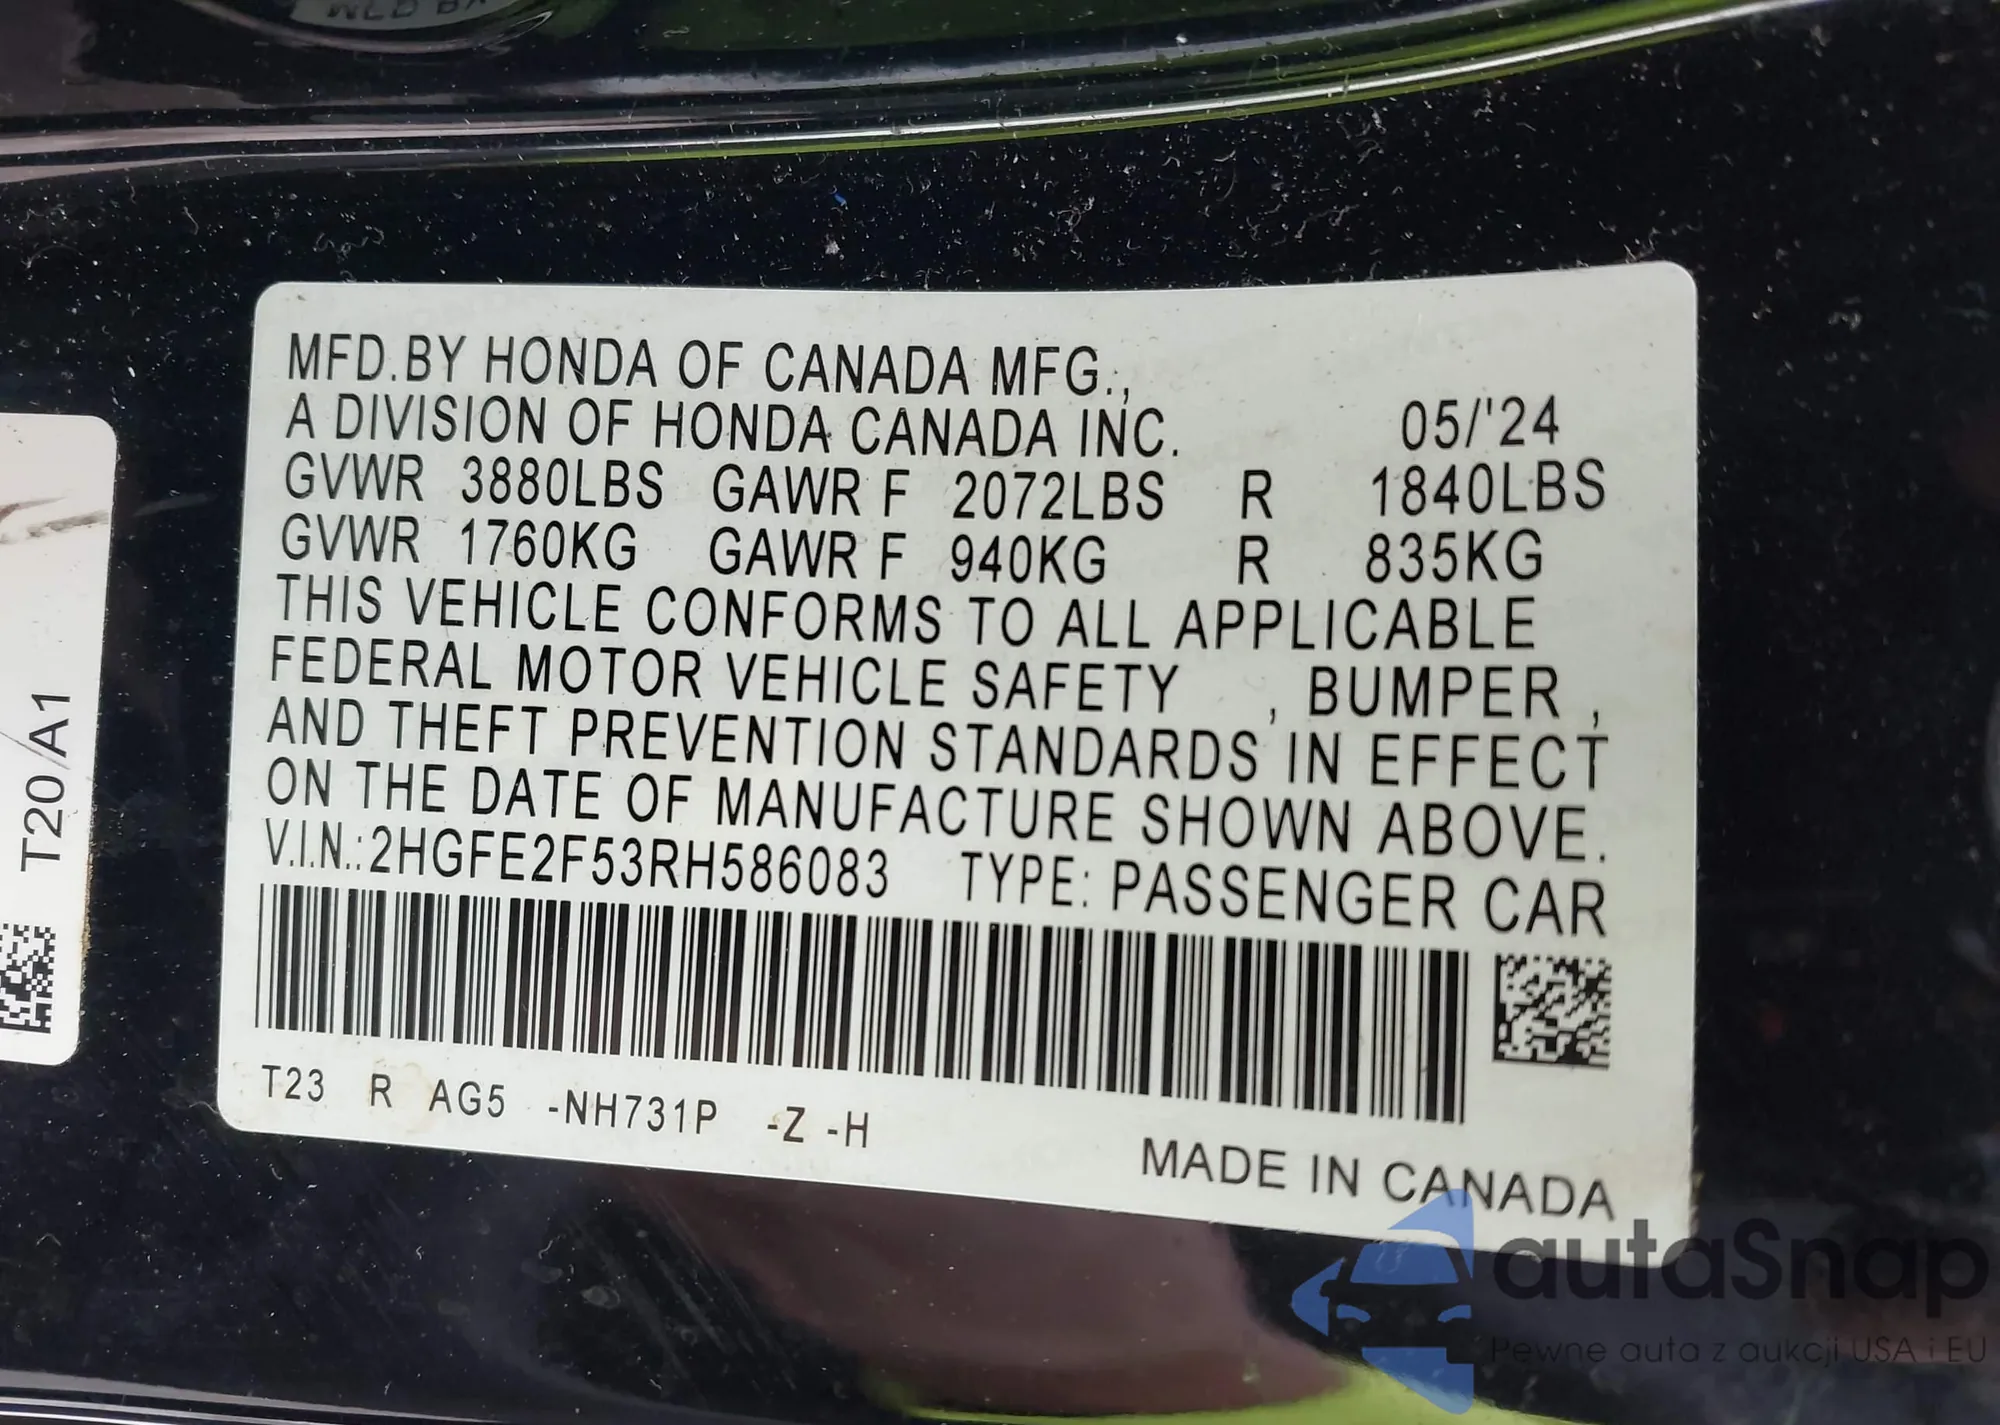 WLD BX
MFD.BY HONDA OF CANADA MFG.,
A DIVISION OF HONDA CANADA INC. 05/'24
GVWR 3880LBS GAWR F 2072LBS R 1840LBS
GVWR 1760KG GAWR F 940KG R 835KG
THIS VEHICLE CONFORMS TO ALL APPLICABLE
FEDERAL MOTOR VEHICLE SAFETY , BUMPER ,
AND THEFT PREVENTION STANDARDS IN EFFECT
ON THE DATE OF MANUFACTURE SHOWN ABOVE.
V.I.N.:2HGFE2F53RH586083 TYPE: PASSENGER CAR
T23 R AG5 -NH731P -Z -H
MADE IN CANADA
T20/A1
autaSnap
Pewne auta z aukcji USA i EU